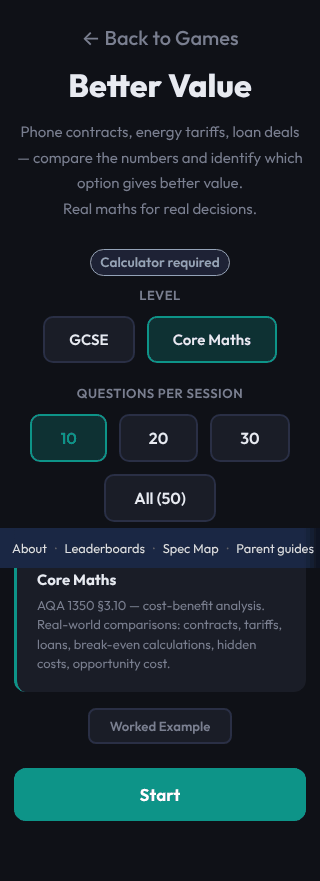 ← Back to Games
Better Value
Phone contracts, energy tariffs, loan deals
— compare the numbers and identify which
option gives better value.
Real maths for real decisions.
Calculator required
LEVEL
GCSE
Core Maths
QUESTIONS PER SESSION
10
20
30
All (50)
About · Leaderboards · Spec Map · Parent guides
Core Maths
AQA 1350 §3.10 — cost-benefit analysis.
Real-world comparisons: contracts, tariffs,
loans, break-even calculations, hidden
costs, opportunity cost.
Worked Example
Start